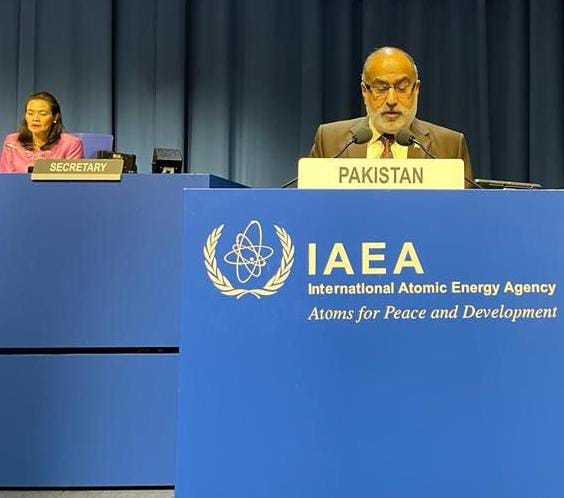 SECRETARY
PAKISTAN
IAEA
International Atomic Energy Agency
Atoms for Peace and Development